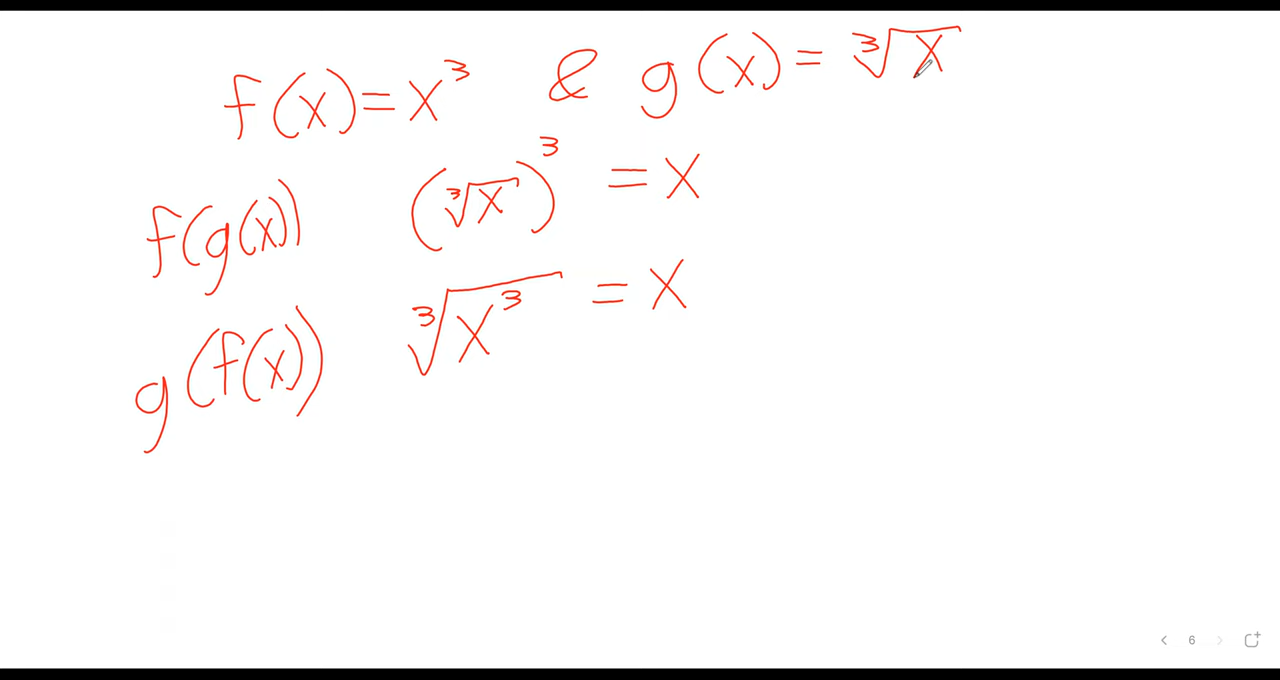 f(x)=x³ & g(x)=∛x
f(g(x)) (∛x)³ =x
g(f(x)) ∛x³ =x
6